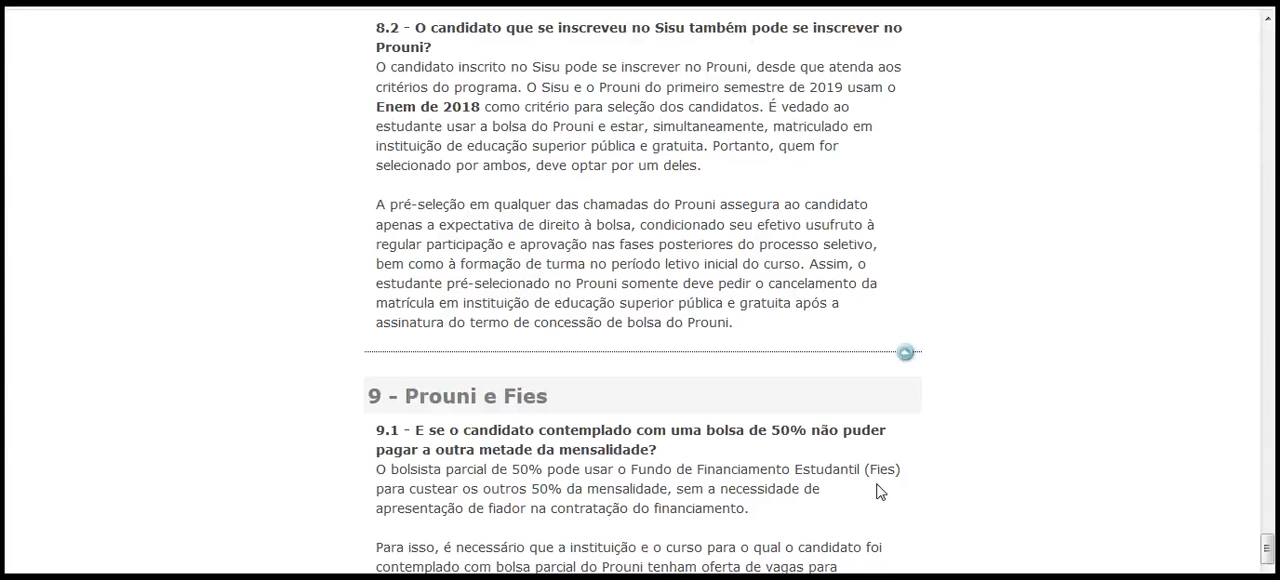 8.2 - O candidato que se inscreveu no Sisu também pode se inscrever no
Prouni?
O candidato inscrito no Sisu pode se inscrever no Prouni, desde que atenda aos
critérios do programa. O Sisu e o Prouni do primeiro semestre de 2019 usam o
Enem de 2018 como critério para seleção dos candidatos. É vedado ao
estudante usar a bolsa do Prouni e estar, simultaneamente, matriculado em
instituição de educação superior pública e gratuita. Portanto, quem for
selecionado por ambos, deve optar por um deles.
A pré-seleção em qualquer das chamadas do Prouni assegura ao candidato
apenas a expectativa de direito à bolsa, condicionado seu efetivo usufruto à
regular participação e aprovação nas fases posteriores do processo seletivo,
bem como à formação de turma no período letivo inicial do curso. Assim, o
estudante pré-selecionado no Prouni somente deve pedir o cancelamento da
matrícula em instituição de educação superior pública e gratuita após a
assinatura do termo de concessão de bolsa do Prouni.
9 - Prouni e Fies
9.1 - E se o candidato contemplado com uma bolsa de 50% não puder
pagar a outra metade da mensalidade?
O bolsista parcial de 50% pode usar o Fundo de Financiamento Estudantil (Fies)
para custear os outros 50% da mensalidade, sem a necessidade de
apresentação de fiador na contratação do financiamento.
Para isso, é necessário que a instituição e o curso para o qual o candidato foi
contemplado com bolsa parcial do Prouni tenham oferta de vagas para